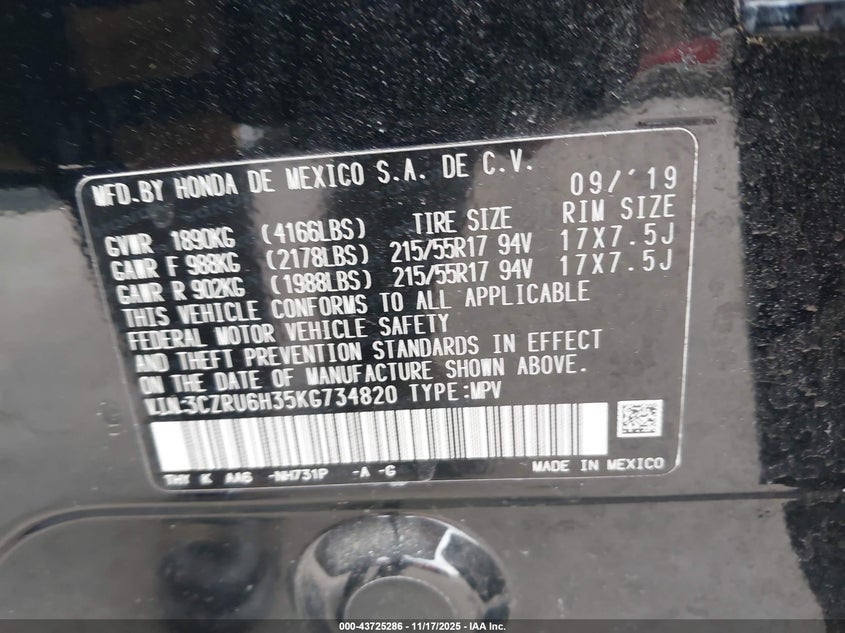 MFD.BY HONDA DE MEXICO S.A. DE C.V. 09/'19
GVWR 1890KG (4166LBS) TIRE SIZE RIM SIZE
GAWR F 988KG (2178LBS) 215/55R17 94V 17X7.5J
GAWR R 902KG (1988LBS) 215/55R17 94V 17X7.5J
THIS VEHICLE CONFORMS TO ALL APPLICABLE
FEDERAL MOTOR VEHICLE SAFETY
AND THEFT PREVENTION STANDARDS IN EFFECT
ON THE DATE OF MANUFACTURE SHOWN ABOVE.
V.I.N:3CZRU6H35KG734820 TYPE:MPV
K AA6 -NH731P -A -G MADE IN MEXICO
000-43725286 - 11/17/2025 - IAA Inc.